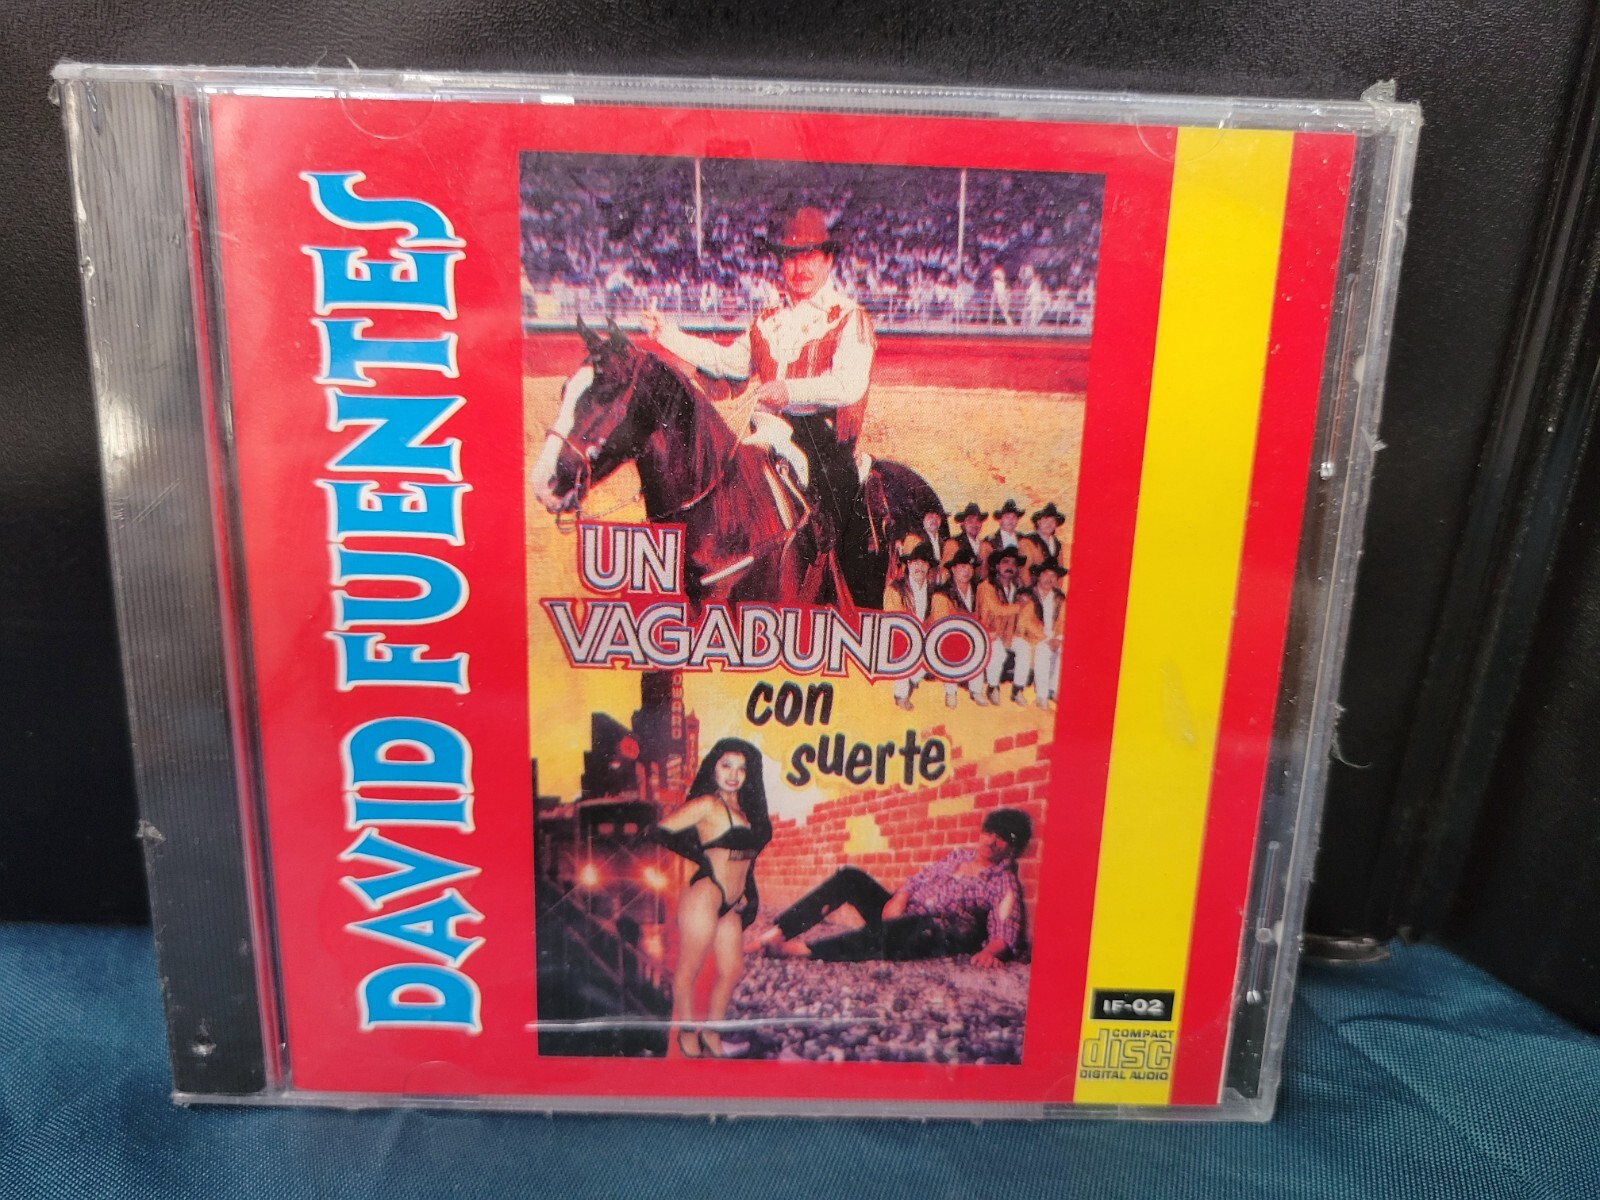 DAVID FUENTES
UN
VAGABUNDO
con
suerte
IF-02
COMPACT
disc
DIGITAL AUDIO